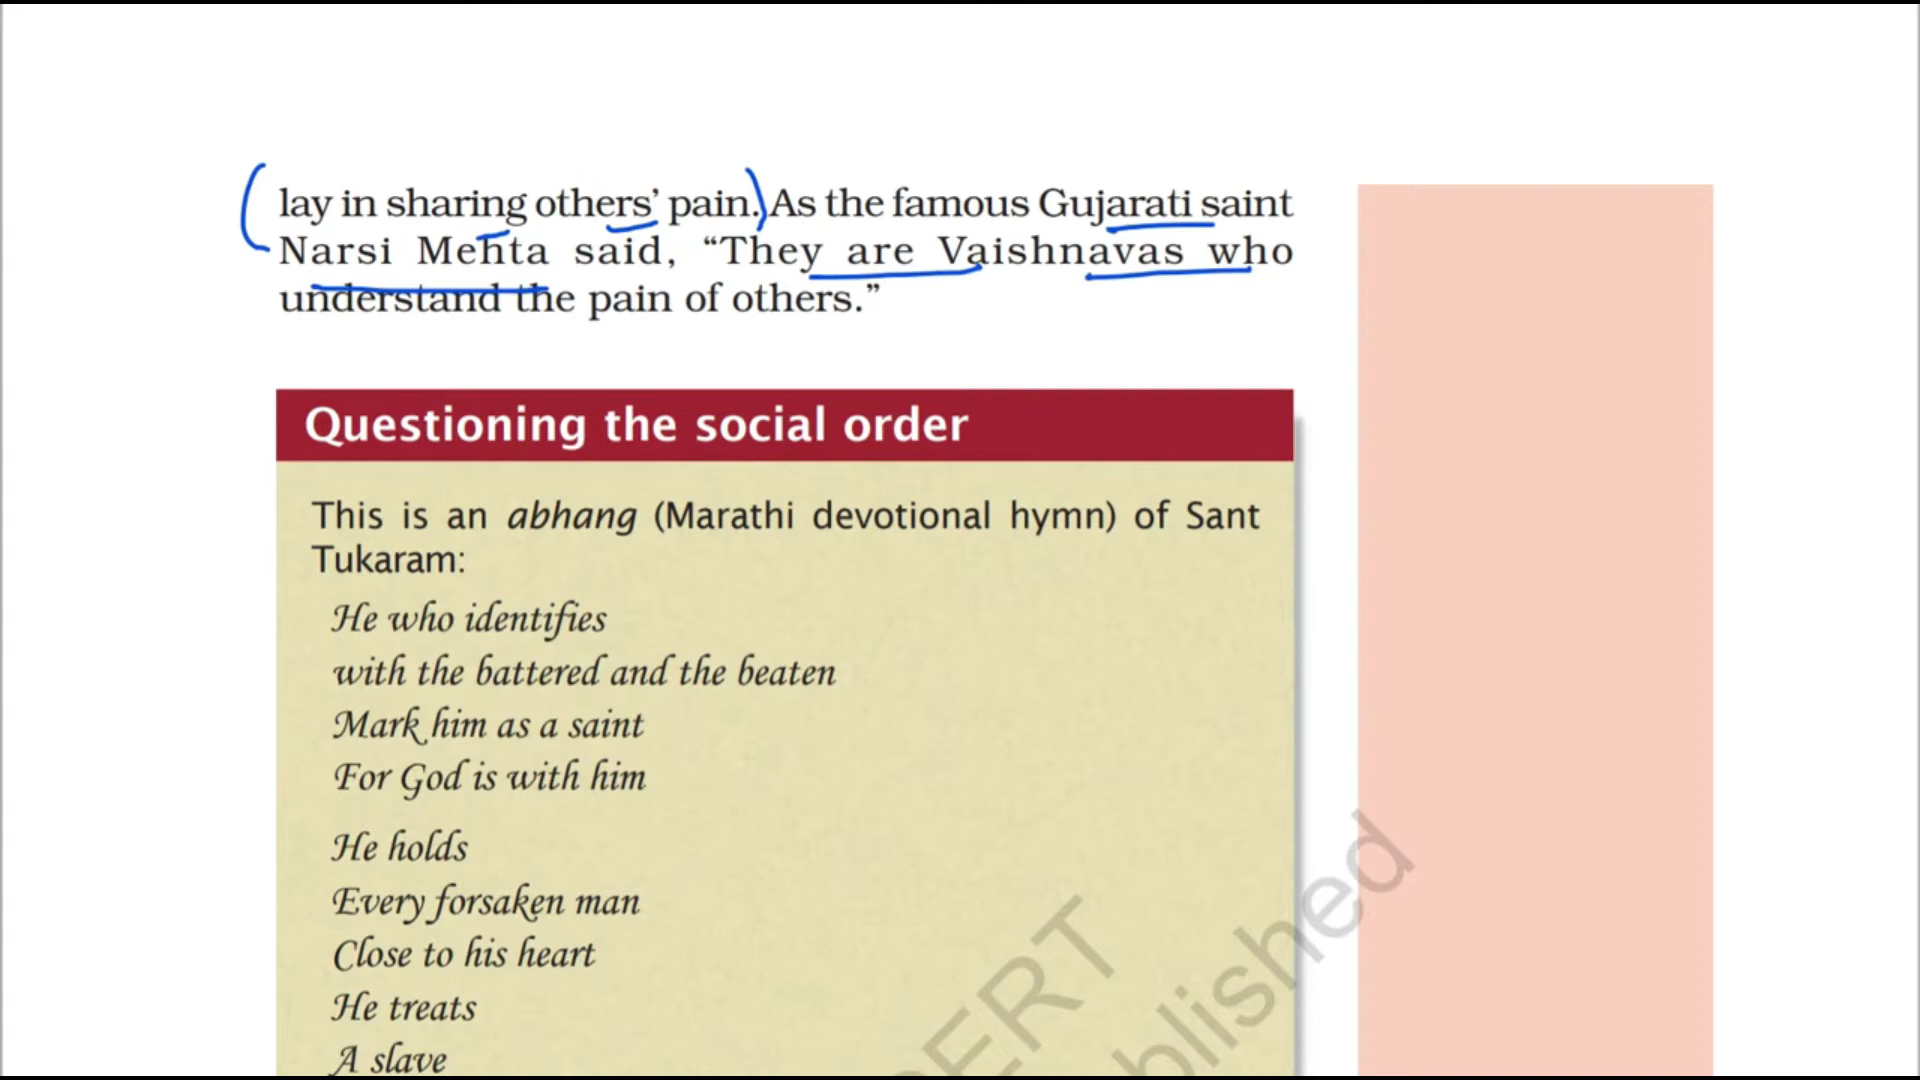 lay in sharing others’ pain. As the famous Gujarati saint
Narsi Mehta said, “They are Vaishnavas who
understand the pain of others.”
Questioning the social order
This is an abhang (Marathi devotional hymn) of Sant
Tukaram:
He who identifies
with the battered and the beaten
Mark him as a saint
For God is with him
He holds
Every forsaken man
Close to his heart
He treats
A slave